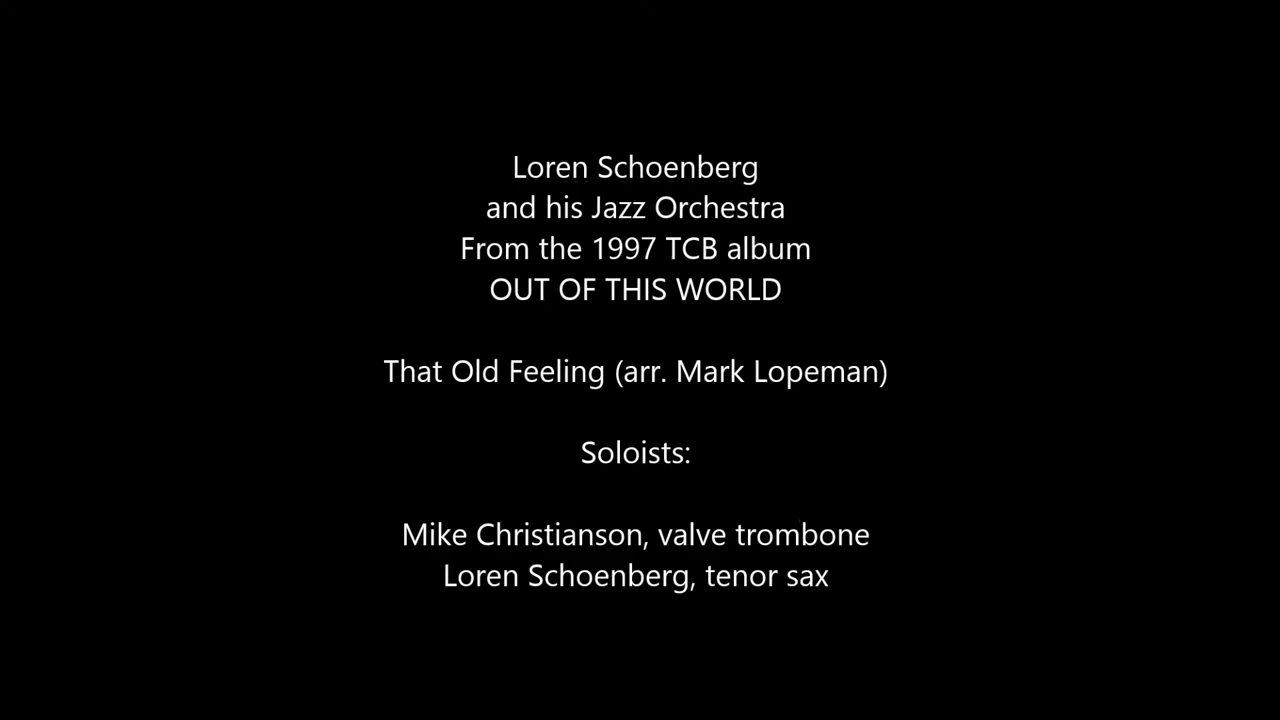 Loren Schoenberg
and his Jazz Orchestra
From the 1997 TCB album
OUT OF THIS WORLD
That Old Feeling (arr. Mark Lopeman)
Soloists:
Mike Christianson, valve trombone
Loren Schoenberg, tenor sax